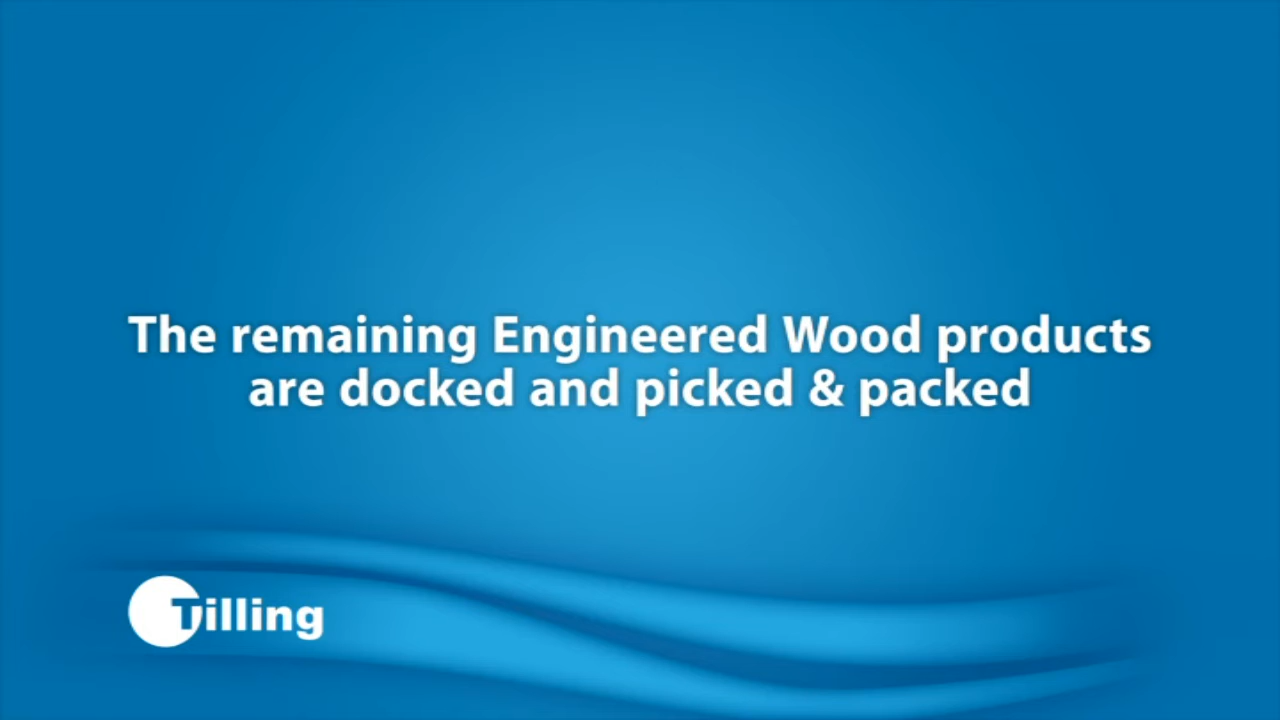 The remaining Engineered Wood products
are docked and picked & packed
Tilling